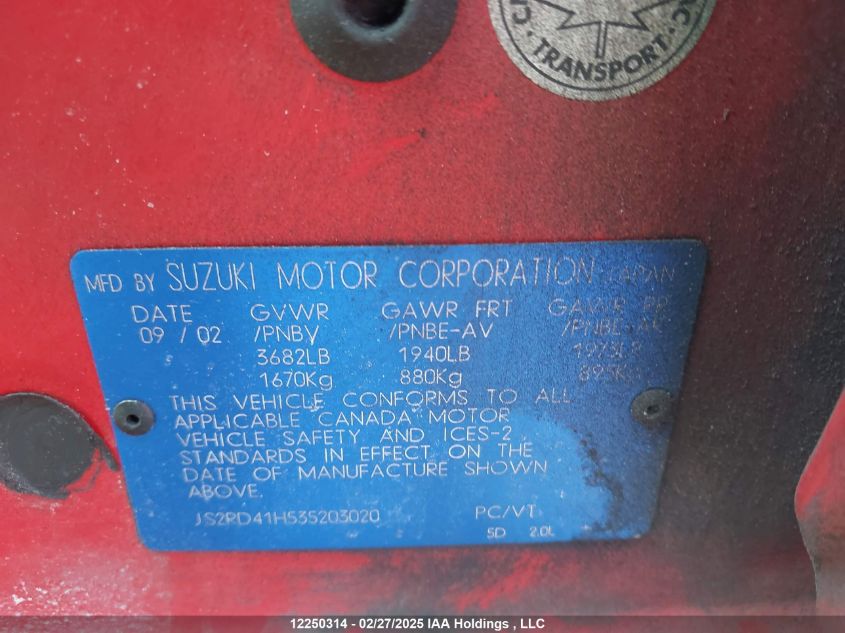 TRANSPORT
MFD BY SUZUKI MOTOR CORPORATION JAPAN
DATE GVWR GAWR FRT GAWR RR
09 / 02 /PNBV /PNBE-AV /PNBE-AR
3682LB 1940LB 1973LB
1670Kg 880Kg 895Kg
THIS VEHICLE CONFORMS TO ALL
APPLICABLE CANADA MOTOR
VEHICLE SAFETY AND ICES-2
STANDARDS IN EFFECT ON THE
DATE OF MANUFACTURE SHOWN
ABOVE.
JS2RD41H535203020 PC/VT
5D 2.0L
12250314 - 02/27/2025 IAA Holdings , LLC